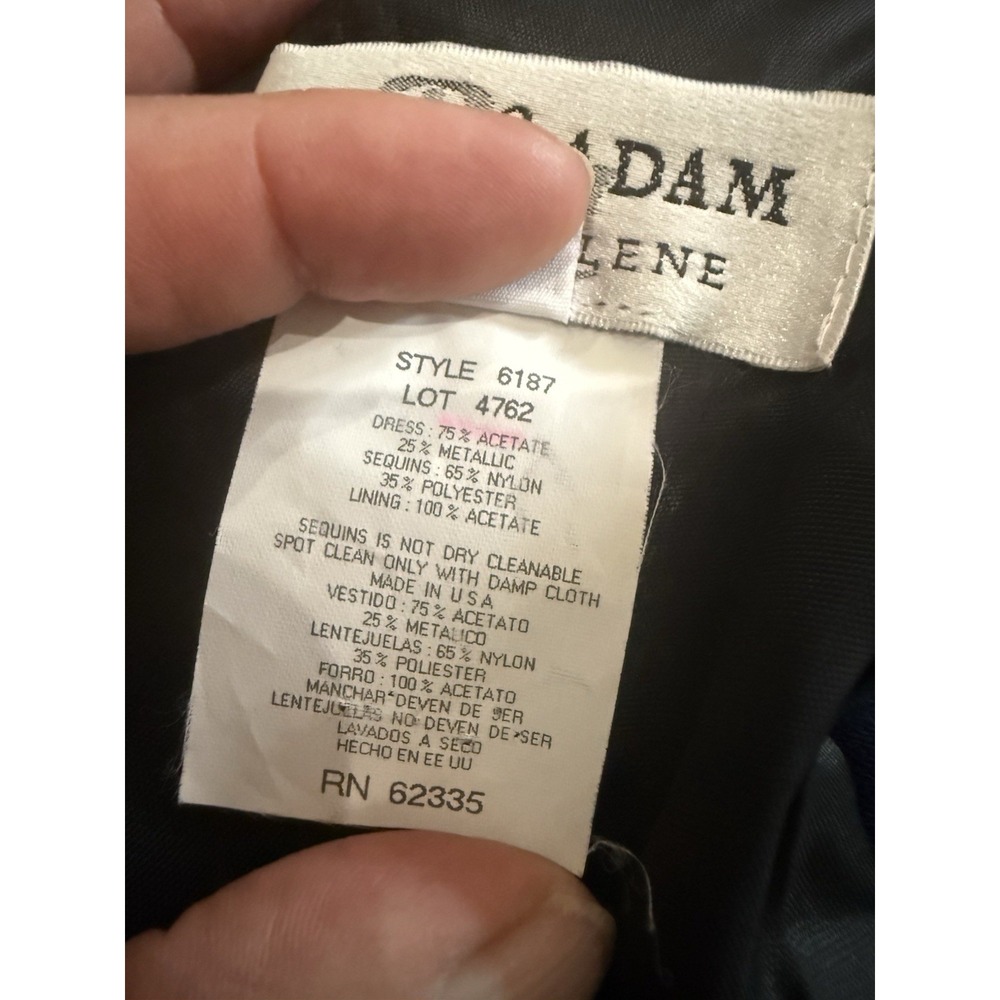 ADAM
LENE
STYLE 6187
LOT 4762
DRESS : 75% ACETATE
25% METALLIC
SEQUINS : 65% NYLON
35% POLYESTER
LINING : 100% ACETATE
SEQUINS IS NOT DRY CLEANABLE
SPOT CLEAN ONLY WITH DAMP CLOTH
MADE IN USA
VESTIDO : 75% ACETATO
25% METALICO
LENTEJUELAS : 65% NYLON
35% POLIESTER
FORRO : 100% ACETATO
MANCHAR DEVEN DE SER
LENTEJUELAS NO DEVEN DE SER
LAVADOS A SECO
HECHO EN EE UU
RN 62335